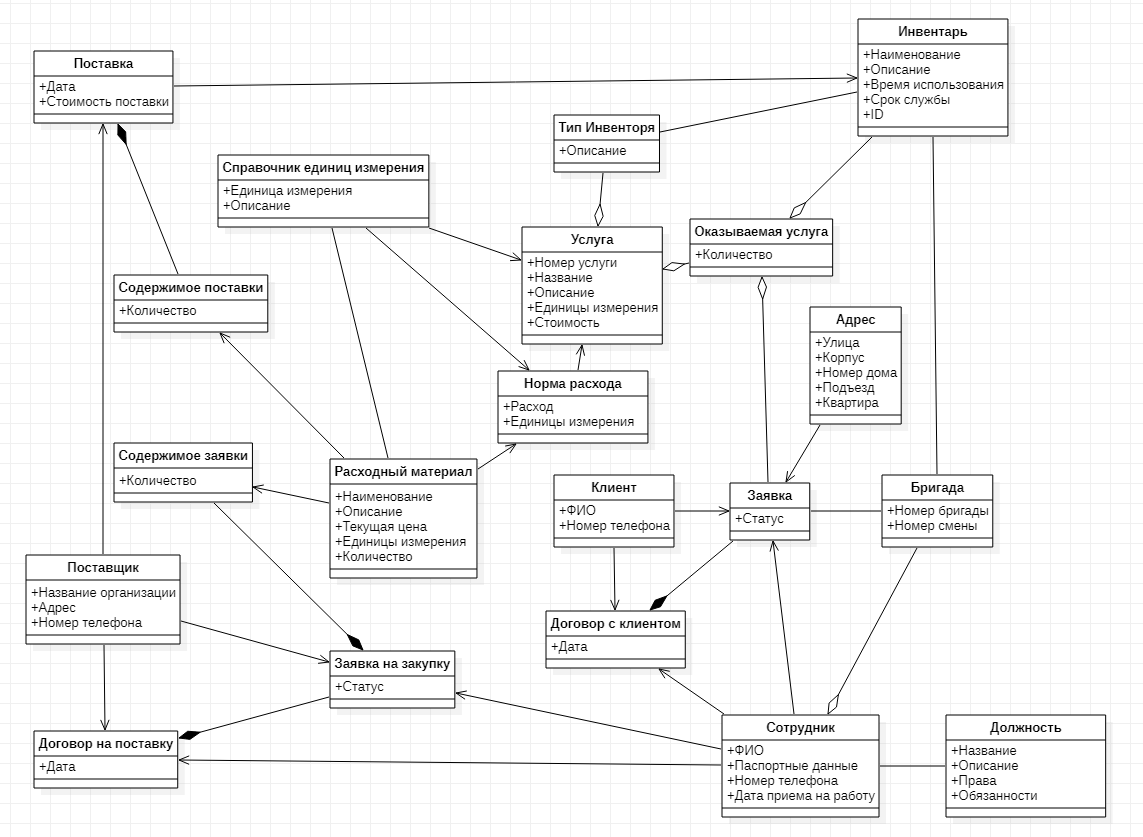 Инвентарь
+Наименование
+Описание
+Время использования
+Срок службы
+ID
Поставка
+Дата
+Стоимость поставки
Тип Инвенторя
+Описание
Справочник единиц измерения
+Единица измерения
+Описание
Услуга
+Номер услуги
+Название
+Описание
+Единицы измерения
+Стоимость
Оказываемая услуга
+Количество
Содержимое поставки
+Количество
Адрес
+Улица
+Корпус
+Номер дома
+Подъезд
+Квартира
Норма расхода
+Расход
+Единицы измерения
Содержимое заявки
+Количество
Расходный материал
+Наименование
+Описание
+Текущая цена
+Единицы измерения
+Количество
Клиент
+ФИО
+Номер телефона
Заявка
+Статус
Бригада
+Номер бригады
+Номер смены
Поставщик
+Название организации
+Адрес
+Номер телефона
Договор с клиентом
+Дата
Заявка на закупку
+Статус
Договор на поставку
+Дата
Сотрудник
+ФИО
+Паспортные данные
+Номер телефона
+Дата приема на работу
Должность
+Название
+Описание
+Права
+Обязанности